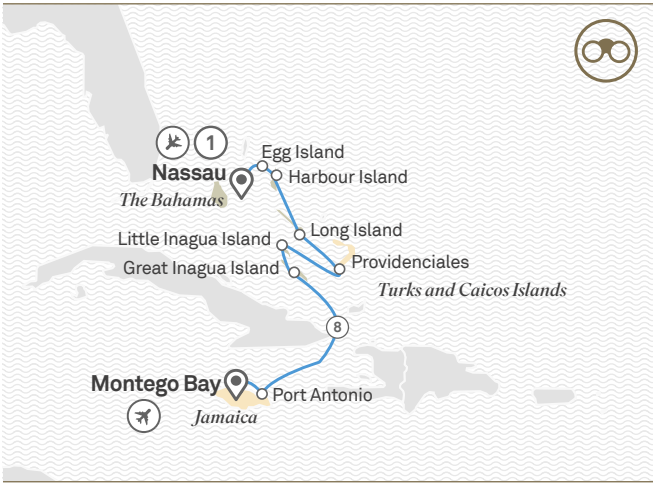 1
Egg Island
Nassau
Harbour Island
The Bahamas
Long Island
Little Inagua Island
Providenciales
Great Inagua Island
Turks and Caicos Islands
8
Montego Bay
Port Antonio
Jamaica